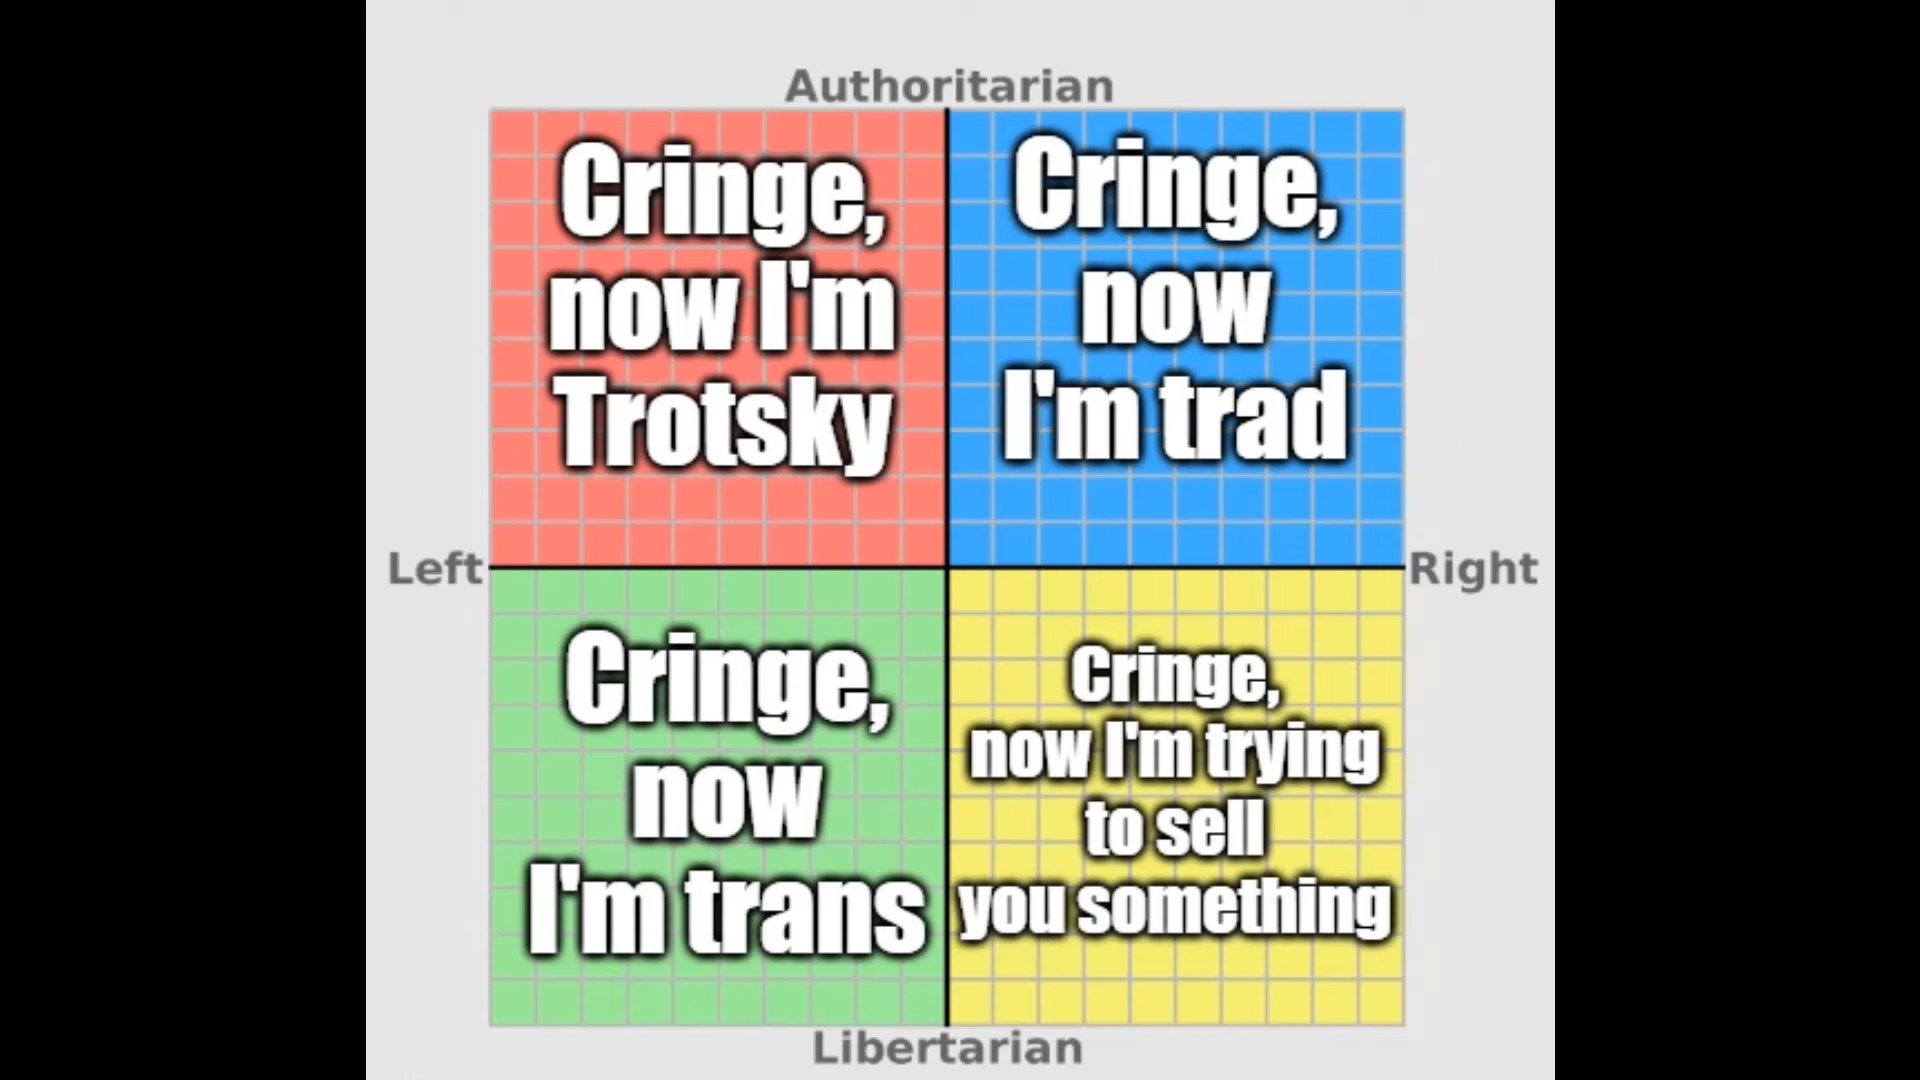 Authoritarian
Cringe,
now I'm
Trotsky
Cringe,
now
I'm trad
Left
Right
Cringe,
now
I'm trans
Cringe,
now I'm trying
to sell
you something
Libertarian